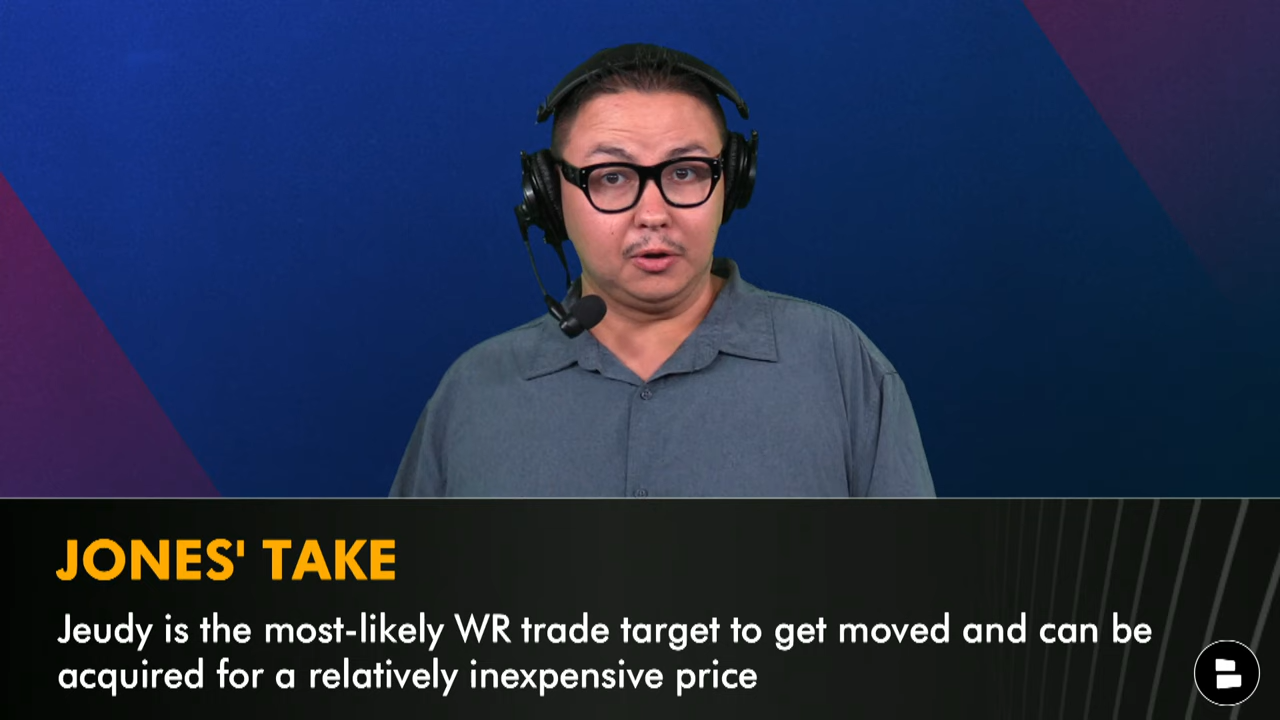 JONES' TAKE
Jeudy is the most-likely WR trade target to get moved and can be
acquired for a relatively inexpensive price